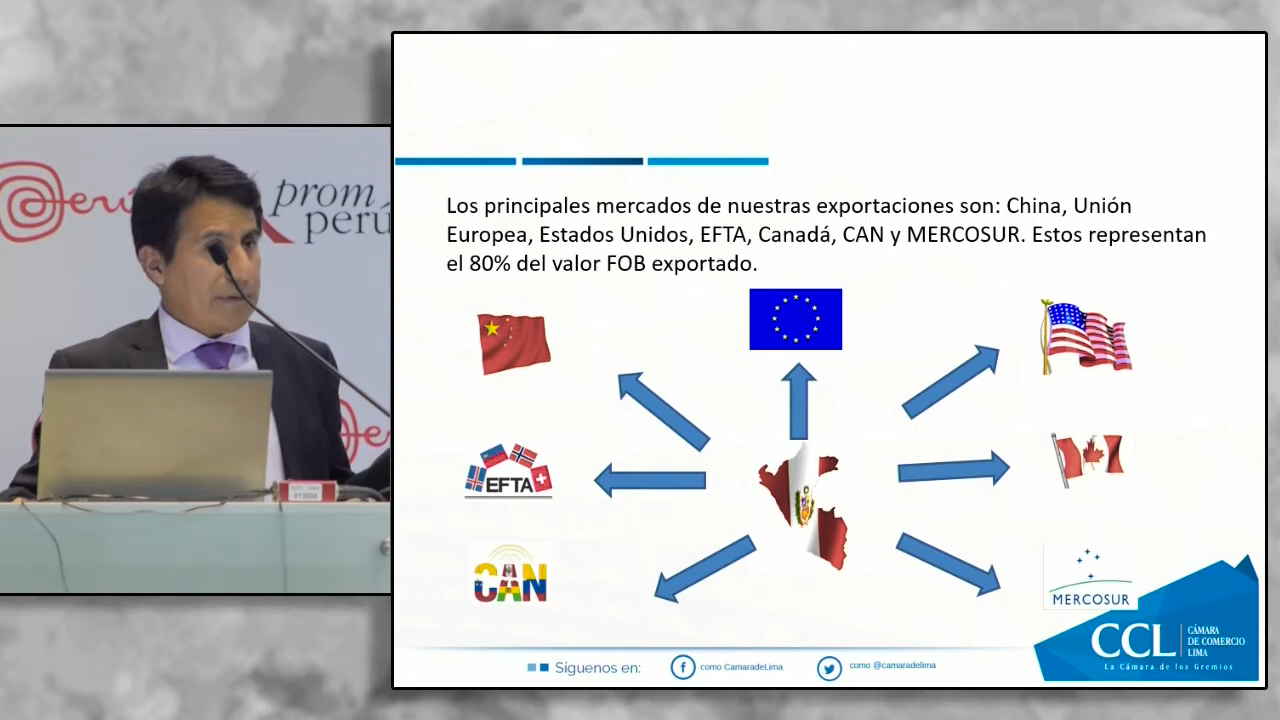 Perú
prom
perú
Los principales mercados de nuestras exportaciones son: China, Unión
Europea, Estados Unidos, EFTA, Canadá, CAN y MERCOSUR. Estos representan
el 80% del valor FOB exportado.
EFTA
CAN
MERCOSUR
CCL
CÁMARA
DE COMERCIO
LIMA
La Cámara de los Gremios
Síguenos en:
f
como CamaradeLima
como @camaradelima